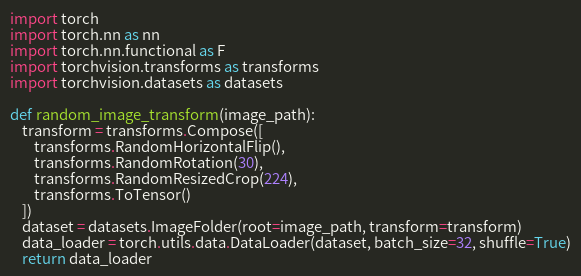 import torch
import torch.nn as nn
import torch.nn.functional as F
import torchvision.transforms as transforms
import torchvision.datasets as datasets

def random_image_transform(image_path):
    transform = transforms.Compose([
        transforms.RandomHorizontalFlip(),
        transforms.RandomRotation(30),
        transforms.RandomResizedCrop(224),
        transforms.ToTensor()
    ])
    dataset = datasets.ImageFolder(root=image_path, transform=transform)
    data_loader = torch.utils.data.DataLoader(dataset, batch_size=32, shuffle=True)
    return data_loader